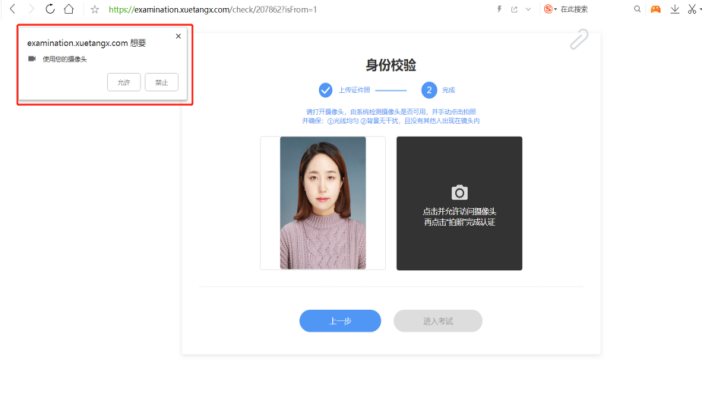 https://examination.xuetangx.com/check/207862?isFrom=1
在此搜索
examination.xuetangx.com 想要
使用您的摄像头
允许
禁止
身份校验
上传证件照
2
完成
请打开摄像头，由系统检测摄像头是否可用，并手动点击拍照
并确保：①光线均匀 ②背景无干扰，且没有其他人出现在镜头内
点击并允许访问摄像头
再点击“拍照”完成认证
上一步
进入考试